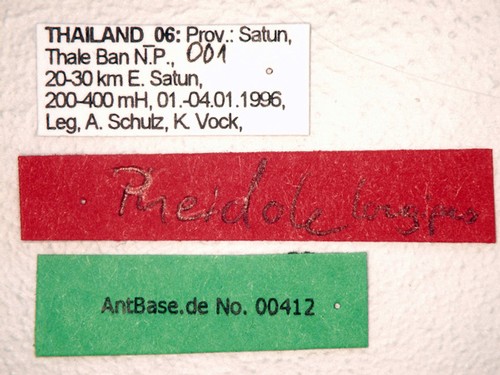 THAILAND_06: Prov.: Satun,
Thale Ban N.P., 001
20-30 km E. Satun,
200-400 mH, 01.-04.01.1996,
Leg, A. Schulz, K. Vock,
Pheidole longipes
AntBase.de No. 00412